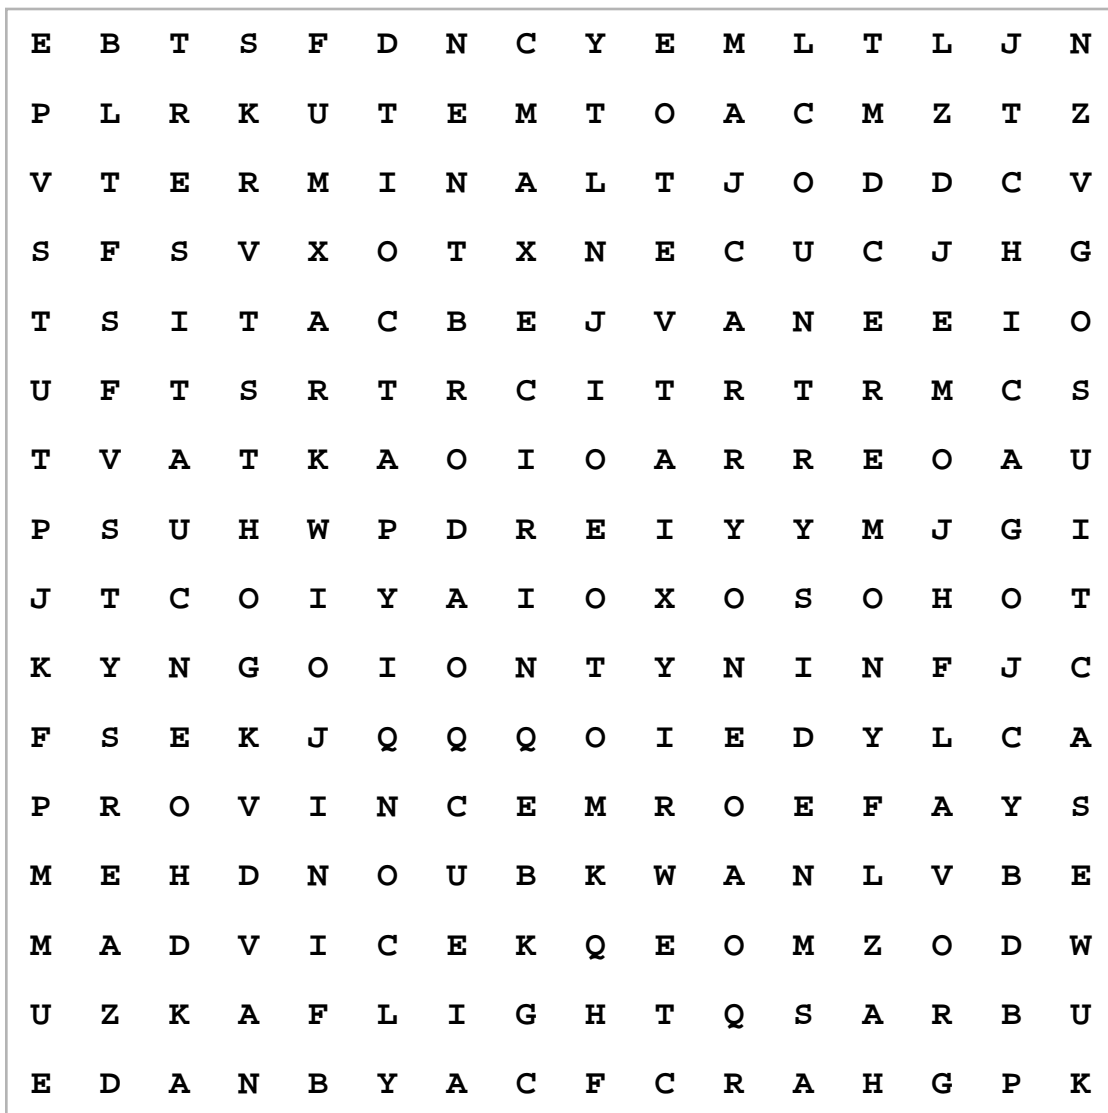 E B T S F D N C Y E M L T L J N
P L R K U T E M T O A C M Z T Z
V T E R M I N A L T J O D D C V
S F S V X O T X N E C U C J H G
T S I T A C B E J V A N E E I O
U F T S R T R C I T R T R M C S
T V A T K A O I O A R R E O A U
P S U H W P D R E I Y Y M J G I
J T C O I Y A I O X O S O H O T
K Y N G O I O N T Y N I N F J C
F S E K J Q Q Q O I E D Y L C A
P R O V I N C E M R O E F A Y S
M E H D N O U B K W A N L V B E
M A D V I C E K Q E O M Z O D W
U Z K A F L I G H T Q S A R B U
E D A N B Y A C F C R A H G P K